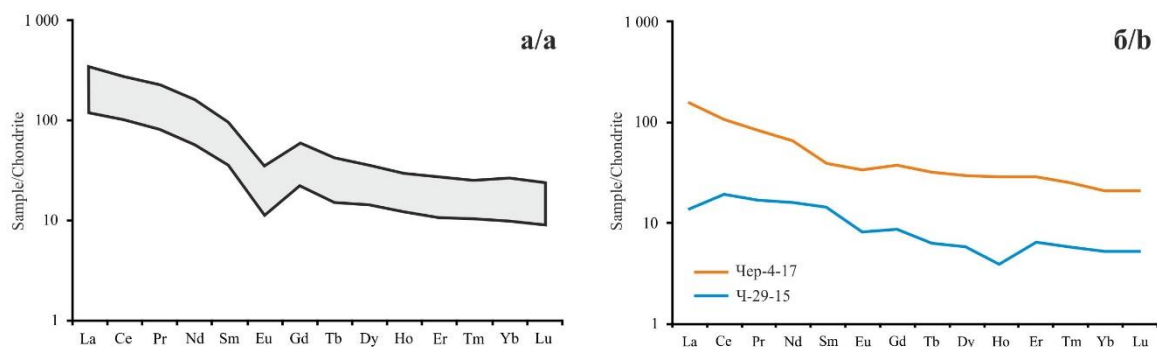 1 000
100
10
1
Sample/Chondrite
а/a
La Ce Pr Nd Sm Eu Gd Tb Dy Ho Er Tm Yb Lu
1 000
100
10
1
Sample/Chondrite
б/b
Чер-4-17
Ч-29-15
La Ce Pr Nd Sm Eu Gd Tb Dy Ho Er Tm Yb Lu